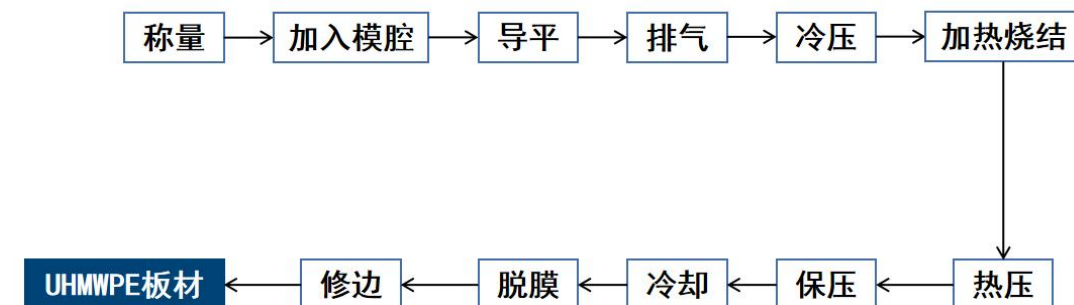 称量
加入模腔
导平
排气
冷压
加热烧结
热压
保压
冷却
脱膜
修边
UHMWPE板材